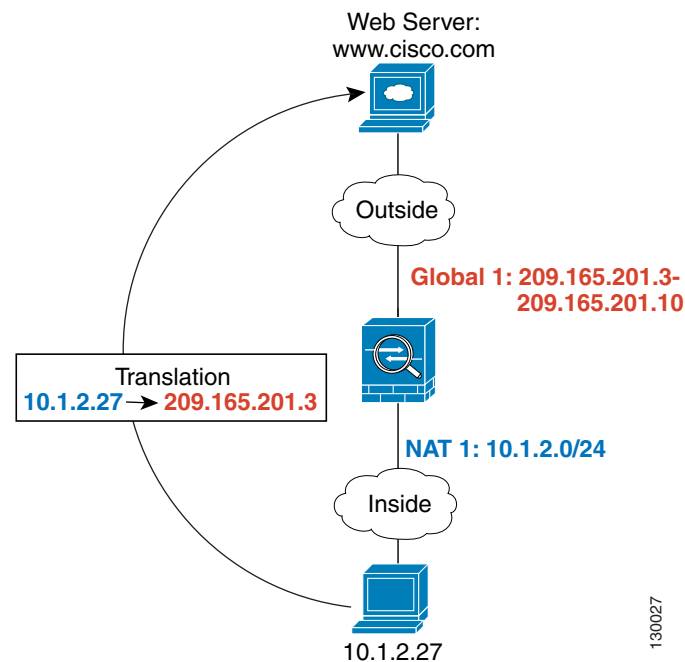 Web Server:
www.cisco.com
Outside
Global 1: 209.165.201.3-
209.165.201.10
Translation
10.1.2.27 209.165.201.3
NAT 1: 10.1.2.0/24
Inside
10.1.2.27
130027